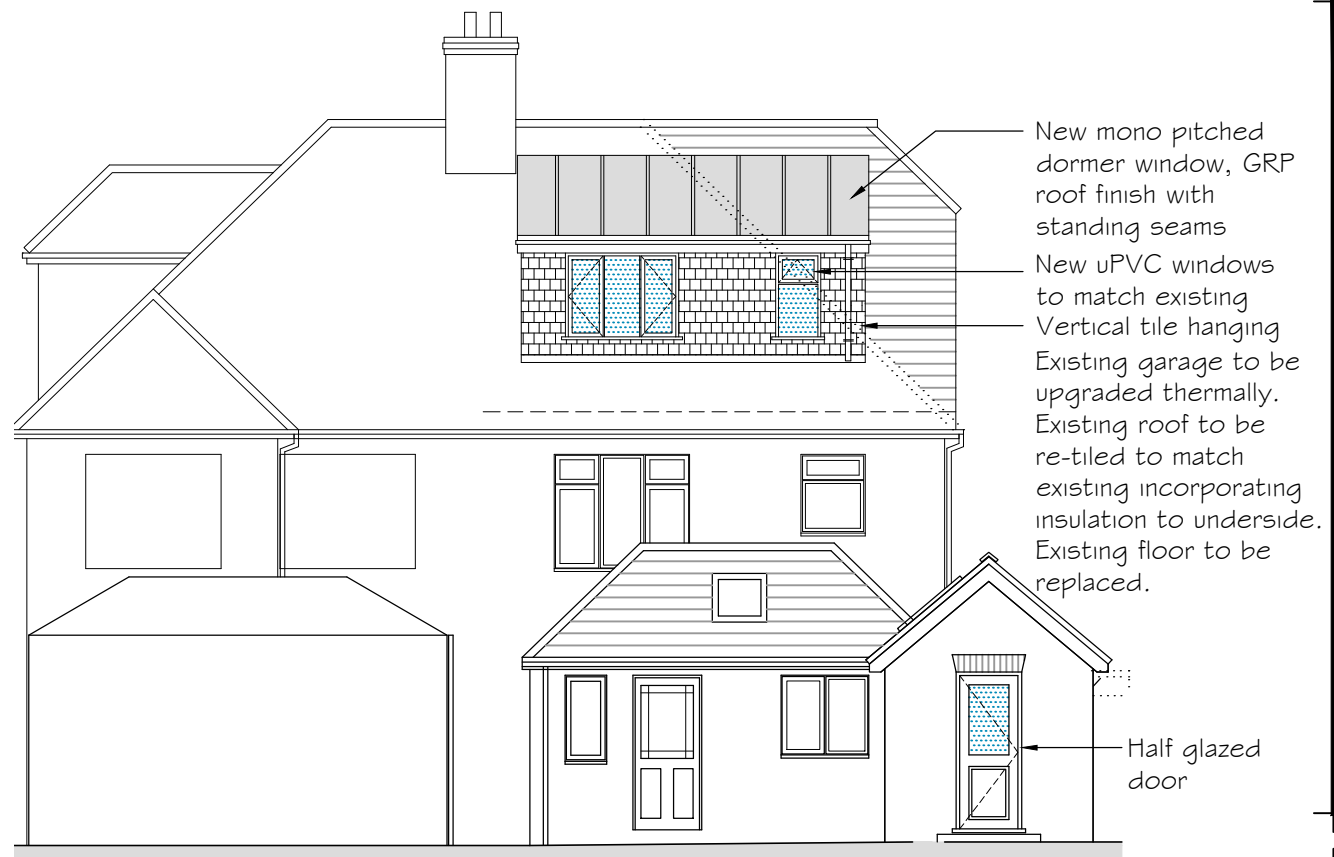 New mono pitched
dormer window, GRP
roof finish with
standing seams
New uPVC windows
to match existing
Vertical tile hanging
Existing garage to be
upgraded thermally.
Existing roof to be
re-tiled to match
existing incorporating
insulation to underside.
Existing floor to be
replaced.
Half glazed
door